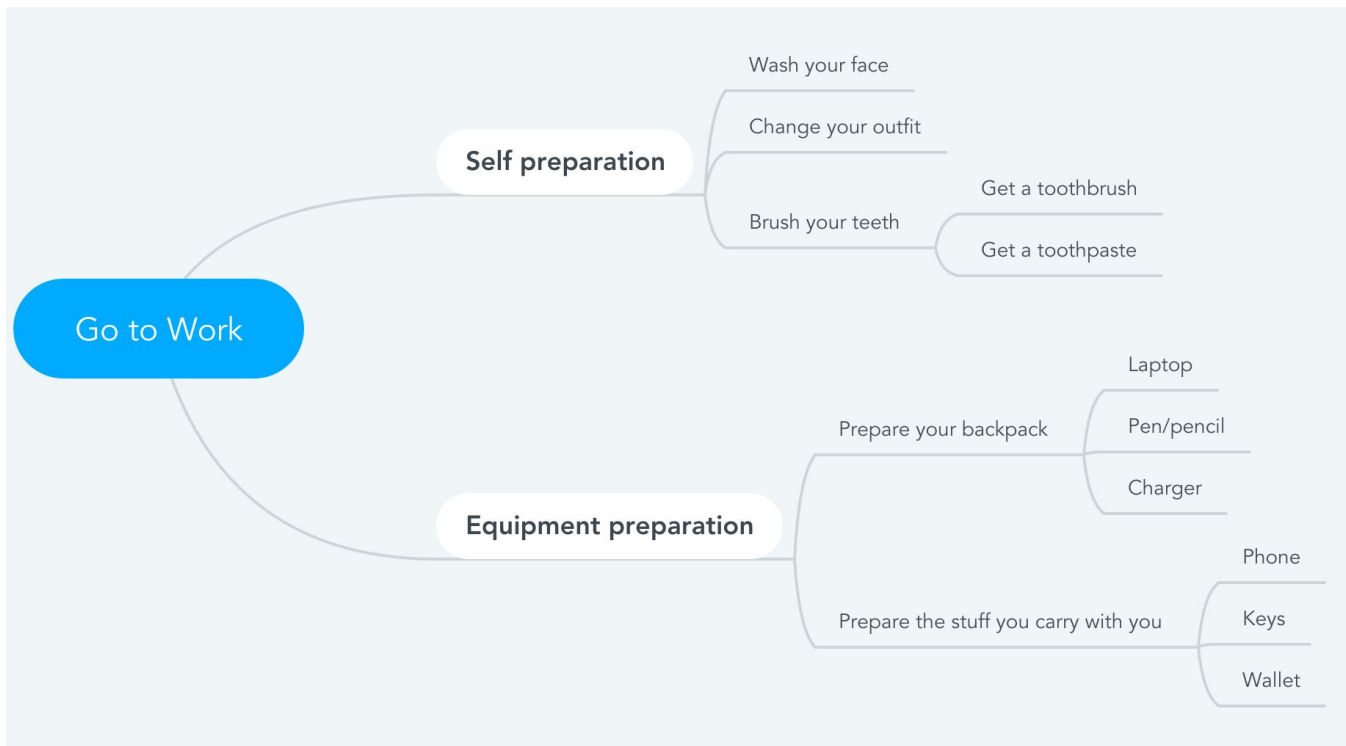 Go to Work
Self preparation
Wash your face
Change your outfit
Brush your teeth
Get a toothbrush
Get a toothpaste
Equipment preparation
Prepare your backpack
Laptop
Pen/pencil
Charger
Prepare the stuff you carry with you
Phone
Keys
Wallet